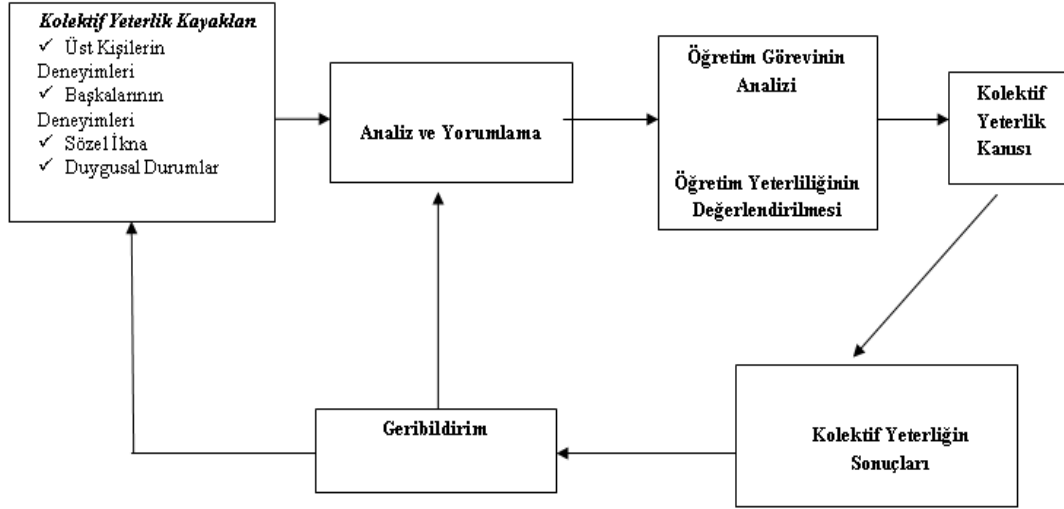 Kolektif Yeterlik Kayakları
✓ Üst Kişilerin
Deneyimleri
✓ Başkalarının
Deneyimleri
✓ Sözel İkna
✓ Duygusal Durumlar
Analiz ve Yorumlama
Öğretim Görevinin
Analizi
Öğretim Yeterliliğinin
Değerlendirilmesi
Kolektif
Yeterlik
Kanısı
Kolektif Yeterliğin
Sonuçları
Geribildirim